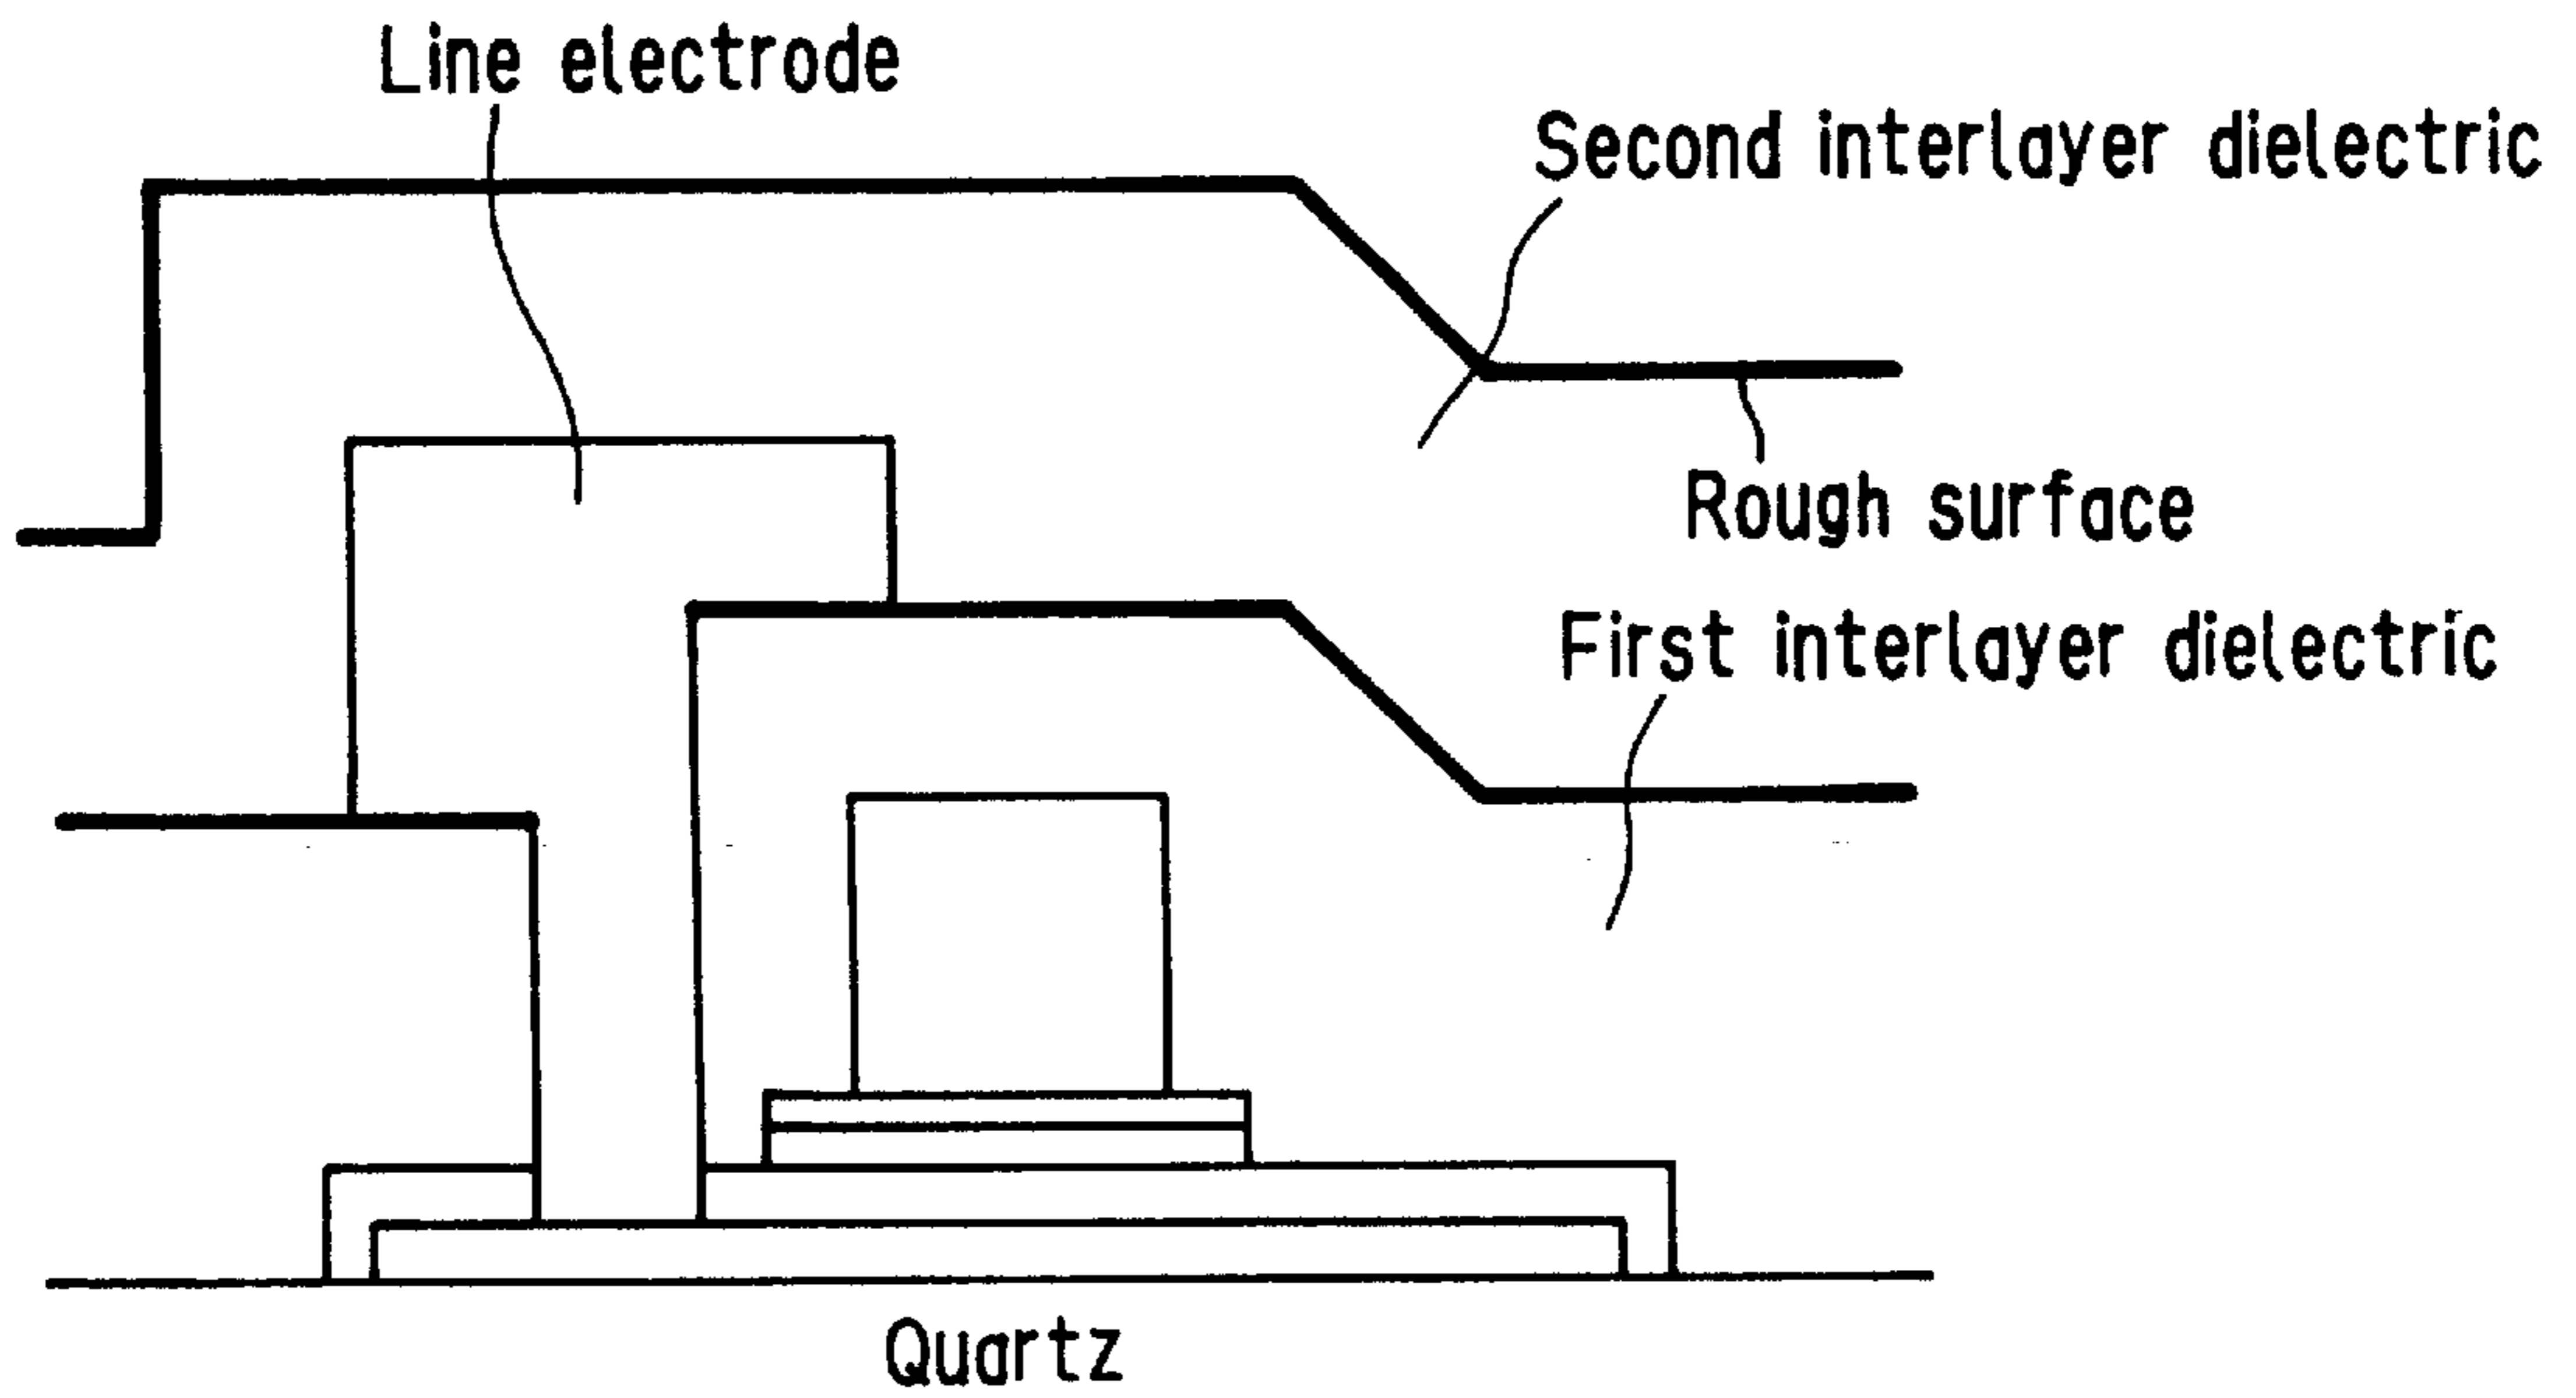 Line electrode
Second interlayer dielectric
Rough surface
First interlayer dielectric
Quartz